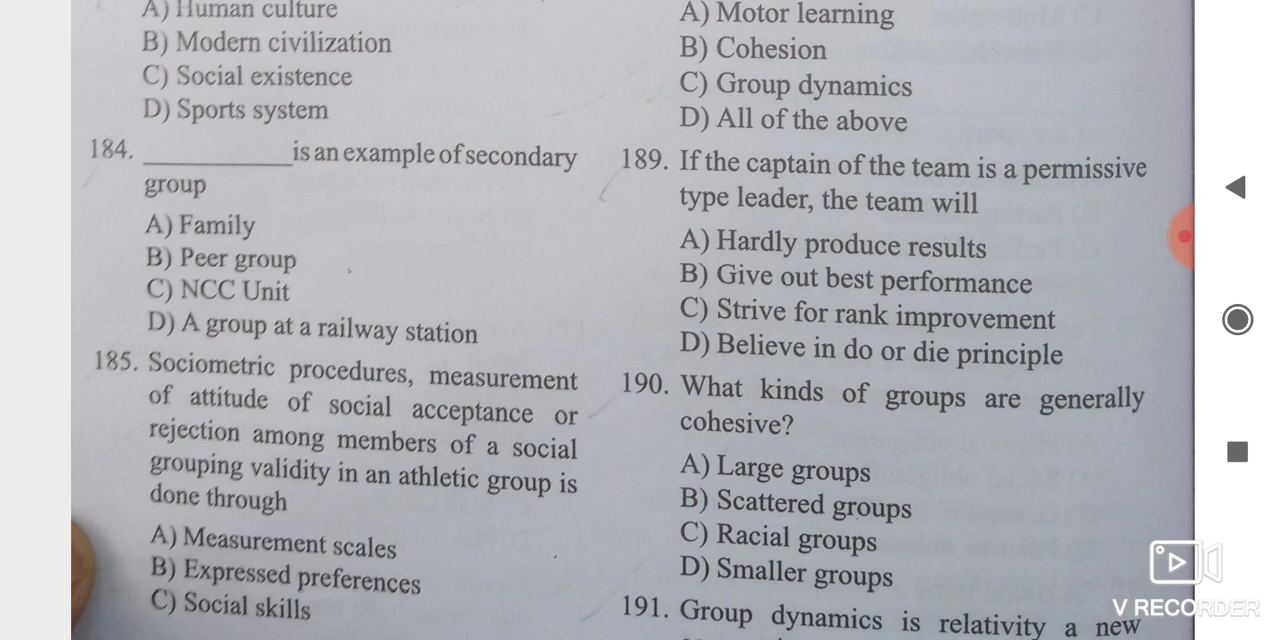 A) Human culture
B) Modern civilization
C) Social existence
D) Sports system
184. __________ is an example of secondary
group
A) Family
B) Peer group
C) NCC Unit
D) A group at a railway station
185. Sociometric procedures, measurement
of attitude of social acceptance or
rejection among members of a social
grouping validity in an athletic group is
done through
A) Measurement scales
B) Expressed preferences
C) Social skills
A) Motor learning
B) Cohesion
C) Group dynamics
D) All of the above
189. If the captain of the team is a permissive
type leader, the team will
A) Hardly produce results
B) Give out best performance
C) Strive for rank improvement
D) Believe in do or die principle
190. What kinds of groups are generally
cohesive?
A) Large groups
B) Scattered groups
C) Racial groups
D) Smaller groups
191. Group dynamics is relativity a new
V RECORDER